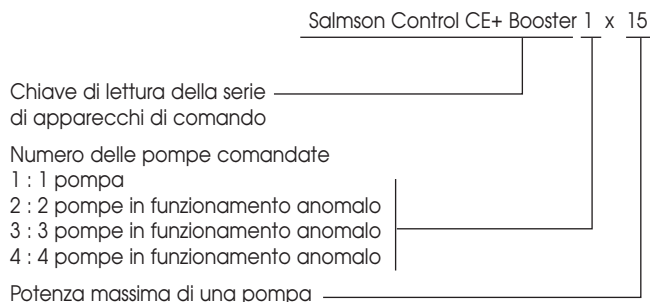 Salmson Control CE+ Booster 1 x 15
Chiave di lettura della serie
di apparecchi di comando
Numero delle pompe comandate
1 : 1 pompa
2 : 2 pompe in funzionamento anomalo
3 : 3 pompe in funzionamento anomalo
4 : 4 pompe in funzionamento anomalo
Potenza massima di una pompa